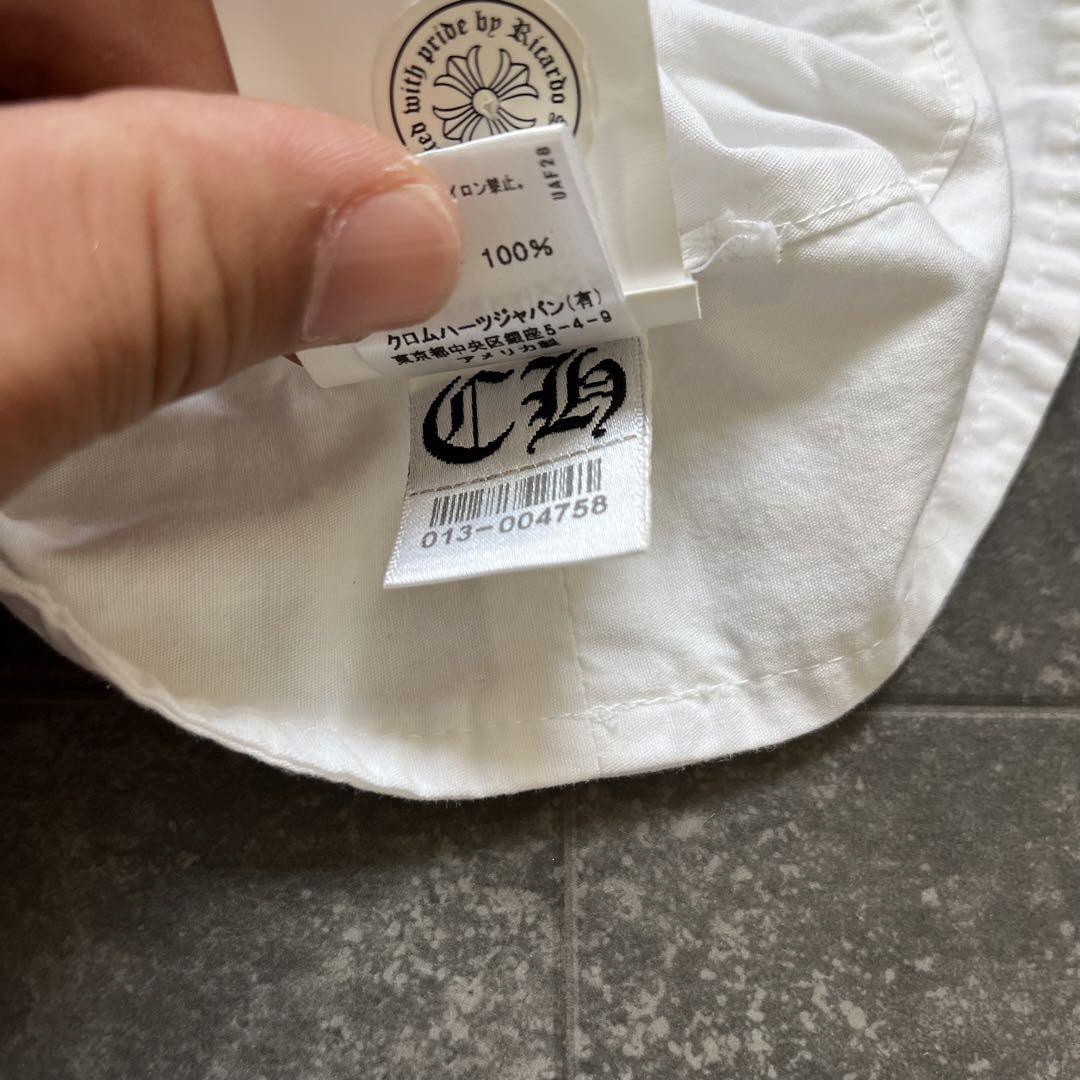 with pride by Ricardo &
イロン禁止。
UAF28
100%
クロムハーツジャパン(有)
東京都中央区銀座5-4-9
アメリカ製
CH
013-004758